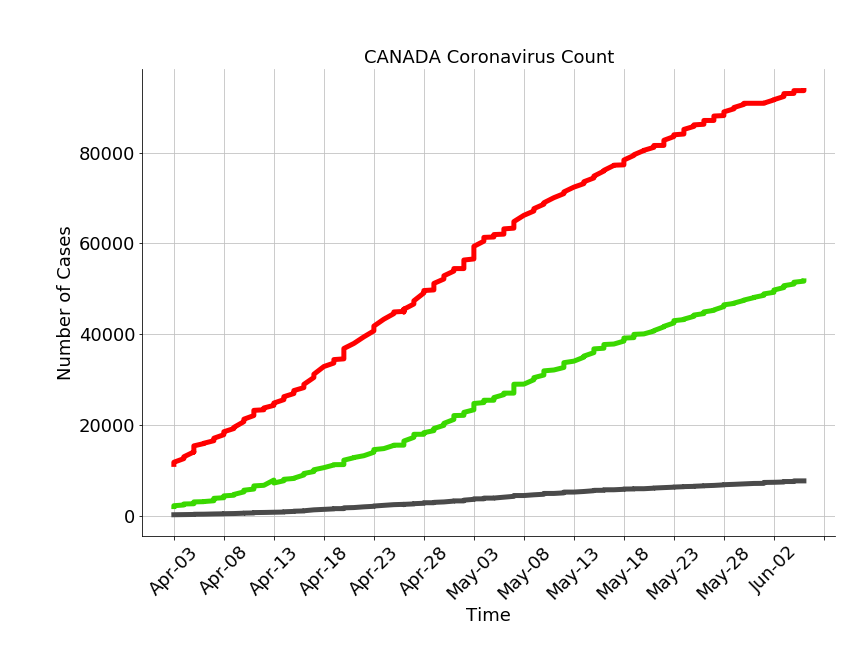 CANADA Coronavirus Count
80000
60000
40000
20000
0
Number of Cases
Apr-03
Apr-08
Apr-13
Apr-18
Apr-23
Apr-28
May-03
May-08
May-13
May-18
May-23
May-28
Jun-02
Time